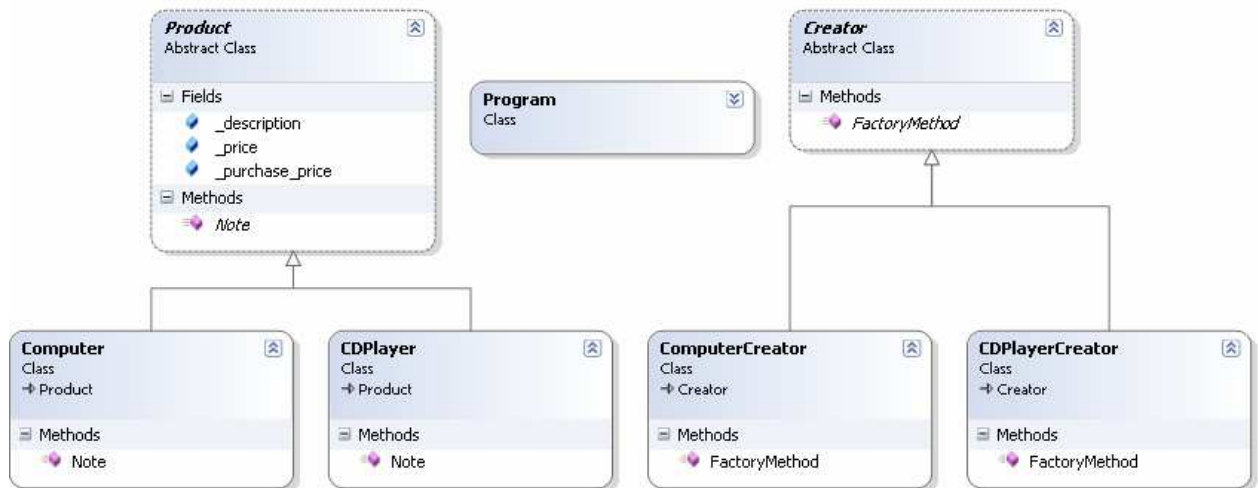 Product
Abstract Class
Fields
_description
_price
_purchase_price
Methods
Note
Program
Class
Creator
Abstract Class
Methods
FactoryMethod
Computer
Class
Product
Methods
Note
CDPlayer
Class
Product
Methods
Note
ComputerCreator
Class
Creator
Methods
FactoryMethod
CDPlayerCreator
Class
Creator
Methods
FactoryMethod